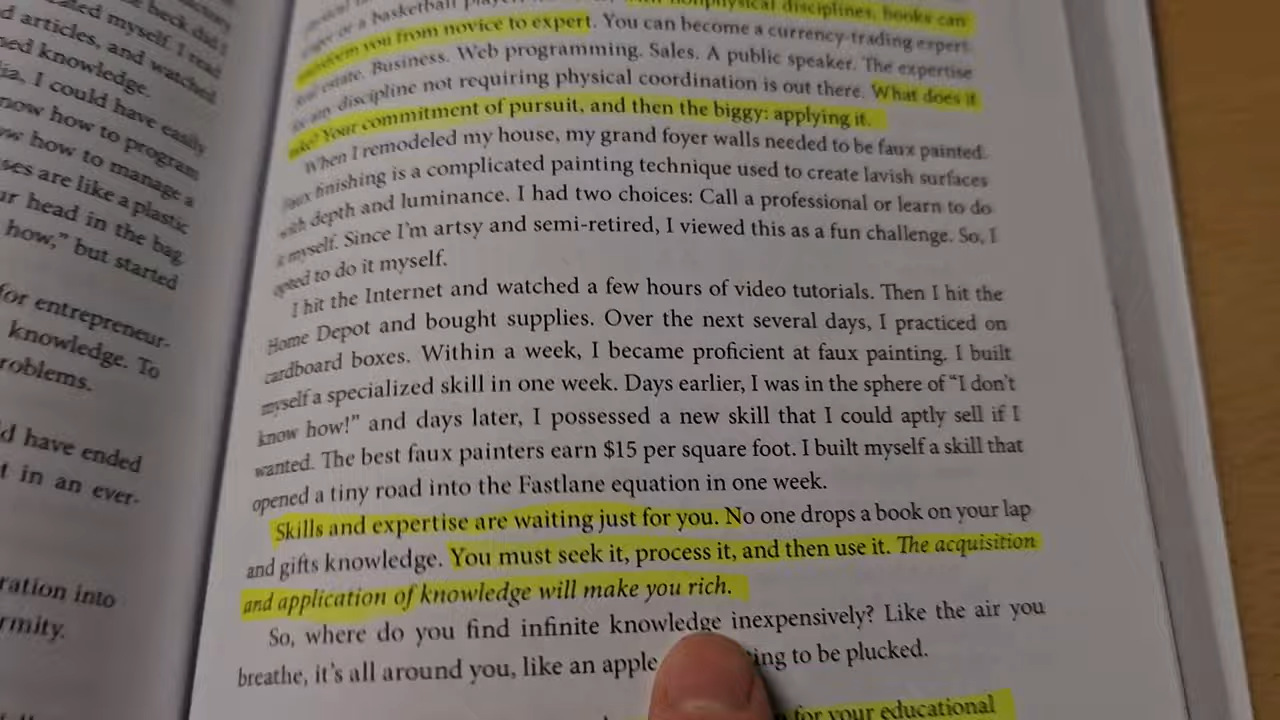 beck did I
myself. I read
d articles, and watched
knowledge.
I could have easily
now how to program
how to manage a
ses are like a plastic
ur head in the bag
how," but started
for entrepreneur-
knowledge. To
roblems.
d have ended
t in an ever-
ration into
rmity.
or a basketball disciplines, books can
you from novice to expert. You can become a currency-trading expert.
estate. Business. Web programming. Sales. A public speaker. The expertise
discipline not requiring physical coordination is out there. What does it
take? Your commitment of pursuit, and then the biggy: applying it.
When I remodeled my house, my grand foyer walls needed to be faux painted.
Faux finishing is a complicated painting technique used to create lavish surfaces
with depth and luminance. I had two choices: Call a professional or learn to do
it myself. Since I'm artsy and semi-retired, I viewed this as a fun challenge. So, I
opted to do it myself.
I hit the Internet and watched a few hours of video tutorials. Then I hit the
Home Depot and bought supplies. Over the next several days, I practiced on
cardboard boxes. Within a week, I became proficient at faux painting. I built
myself a specialized skill in one week. Days earlier, I was in the sphere of "I don't
know how!" and days later, I possessed a new skill that I could aptly sell if I
wanted. The best faux painters earn $15 per square foot. I built myself a skill that
opened a tiny road into the Fastlane equation in one week.
Skills and expertise are waiting just for you. No one drops a book on your lap
and gifts knowledge. You must seek it, process it, and then use it. The acquisition
and application of knowledge will make you rich.
So, where do you find infinite knowledge inexpensively? Like the air you
breathe, it's all around you, like an apple ing to be plucked.
for your educational